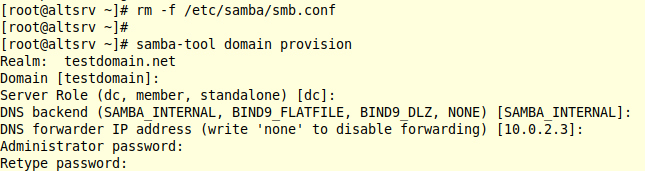 [root@altsrv ~]# rm -f /etc/samba/smb.conf
[root@altsrv ~]#
[root@altsrv ~]# samba-tool domain provision
Realm:  testdomain.net
Domain [testdomain]:
Server Role (dc, member, standalone) [dc]:
DNS backend (SAMBA_INTERNAL, BIND9_FLATFILE, BIND9_DLZ, NONE) [SAMBA_INTERNAL]:
DNS forwarder IP address (write 'none' to disable forwarding) [10.0.2.3]:
Administrator password:
Retype password: